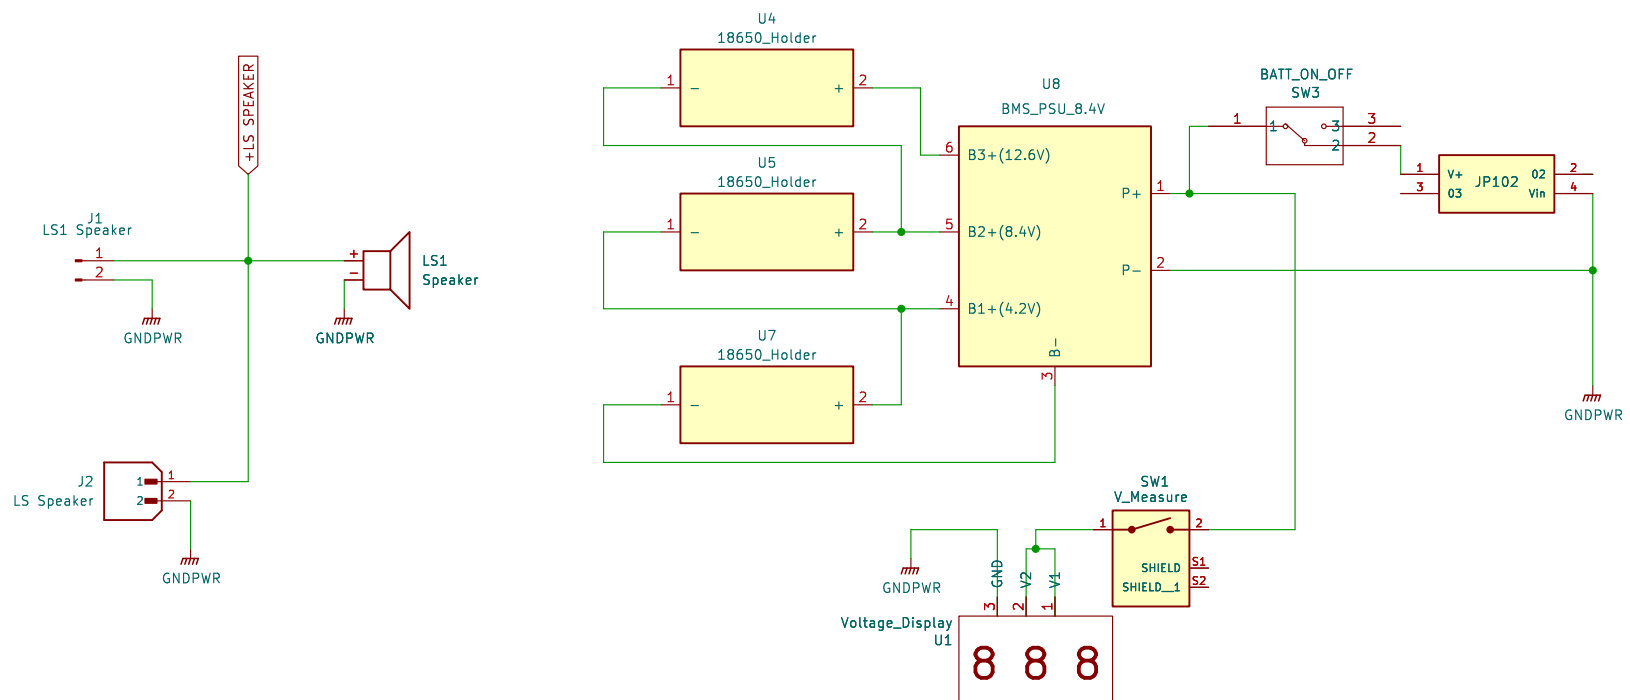 +LS SPEAKER
J1
LS1 Speaker
1
2
GNDPWR
+
−
LS1
Speaker
GNDPWR
J2
LS Speaker
1
2
1
2
GNDPWR
U4
18650_Holder
1
−
+
2
U5
18650_Holder
1
−
+
2
U7
18650_Holder
1
−
+
2
U8
BMS_PSU_8.4V
6
B3+(12.6V)
5
B2+(8.4V)
4
B1+(4.2V)
B-
3
P+
1
P-
2
BATT_ON_OFF
SW3
1
1
3
3
2
2
1
V+
3
O3
JP102
O2
2
Vin
4
GNDPWR
SW1
V_Measure
1
2
SHIELD
S1
SHIELD__1
S2
GNDPWR
GND
V2
V1
3
2
1
Voltage_Display
U1
8 8 8